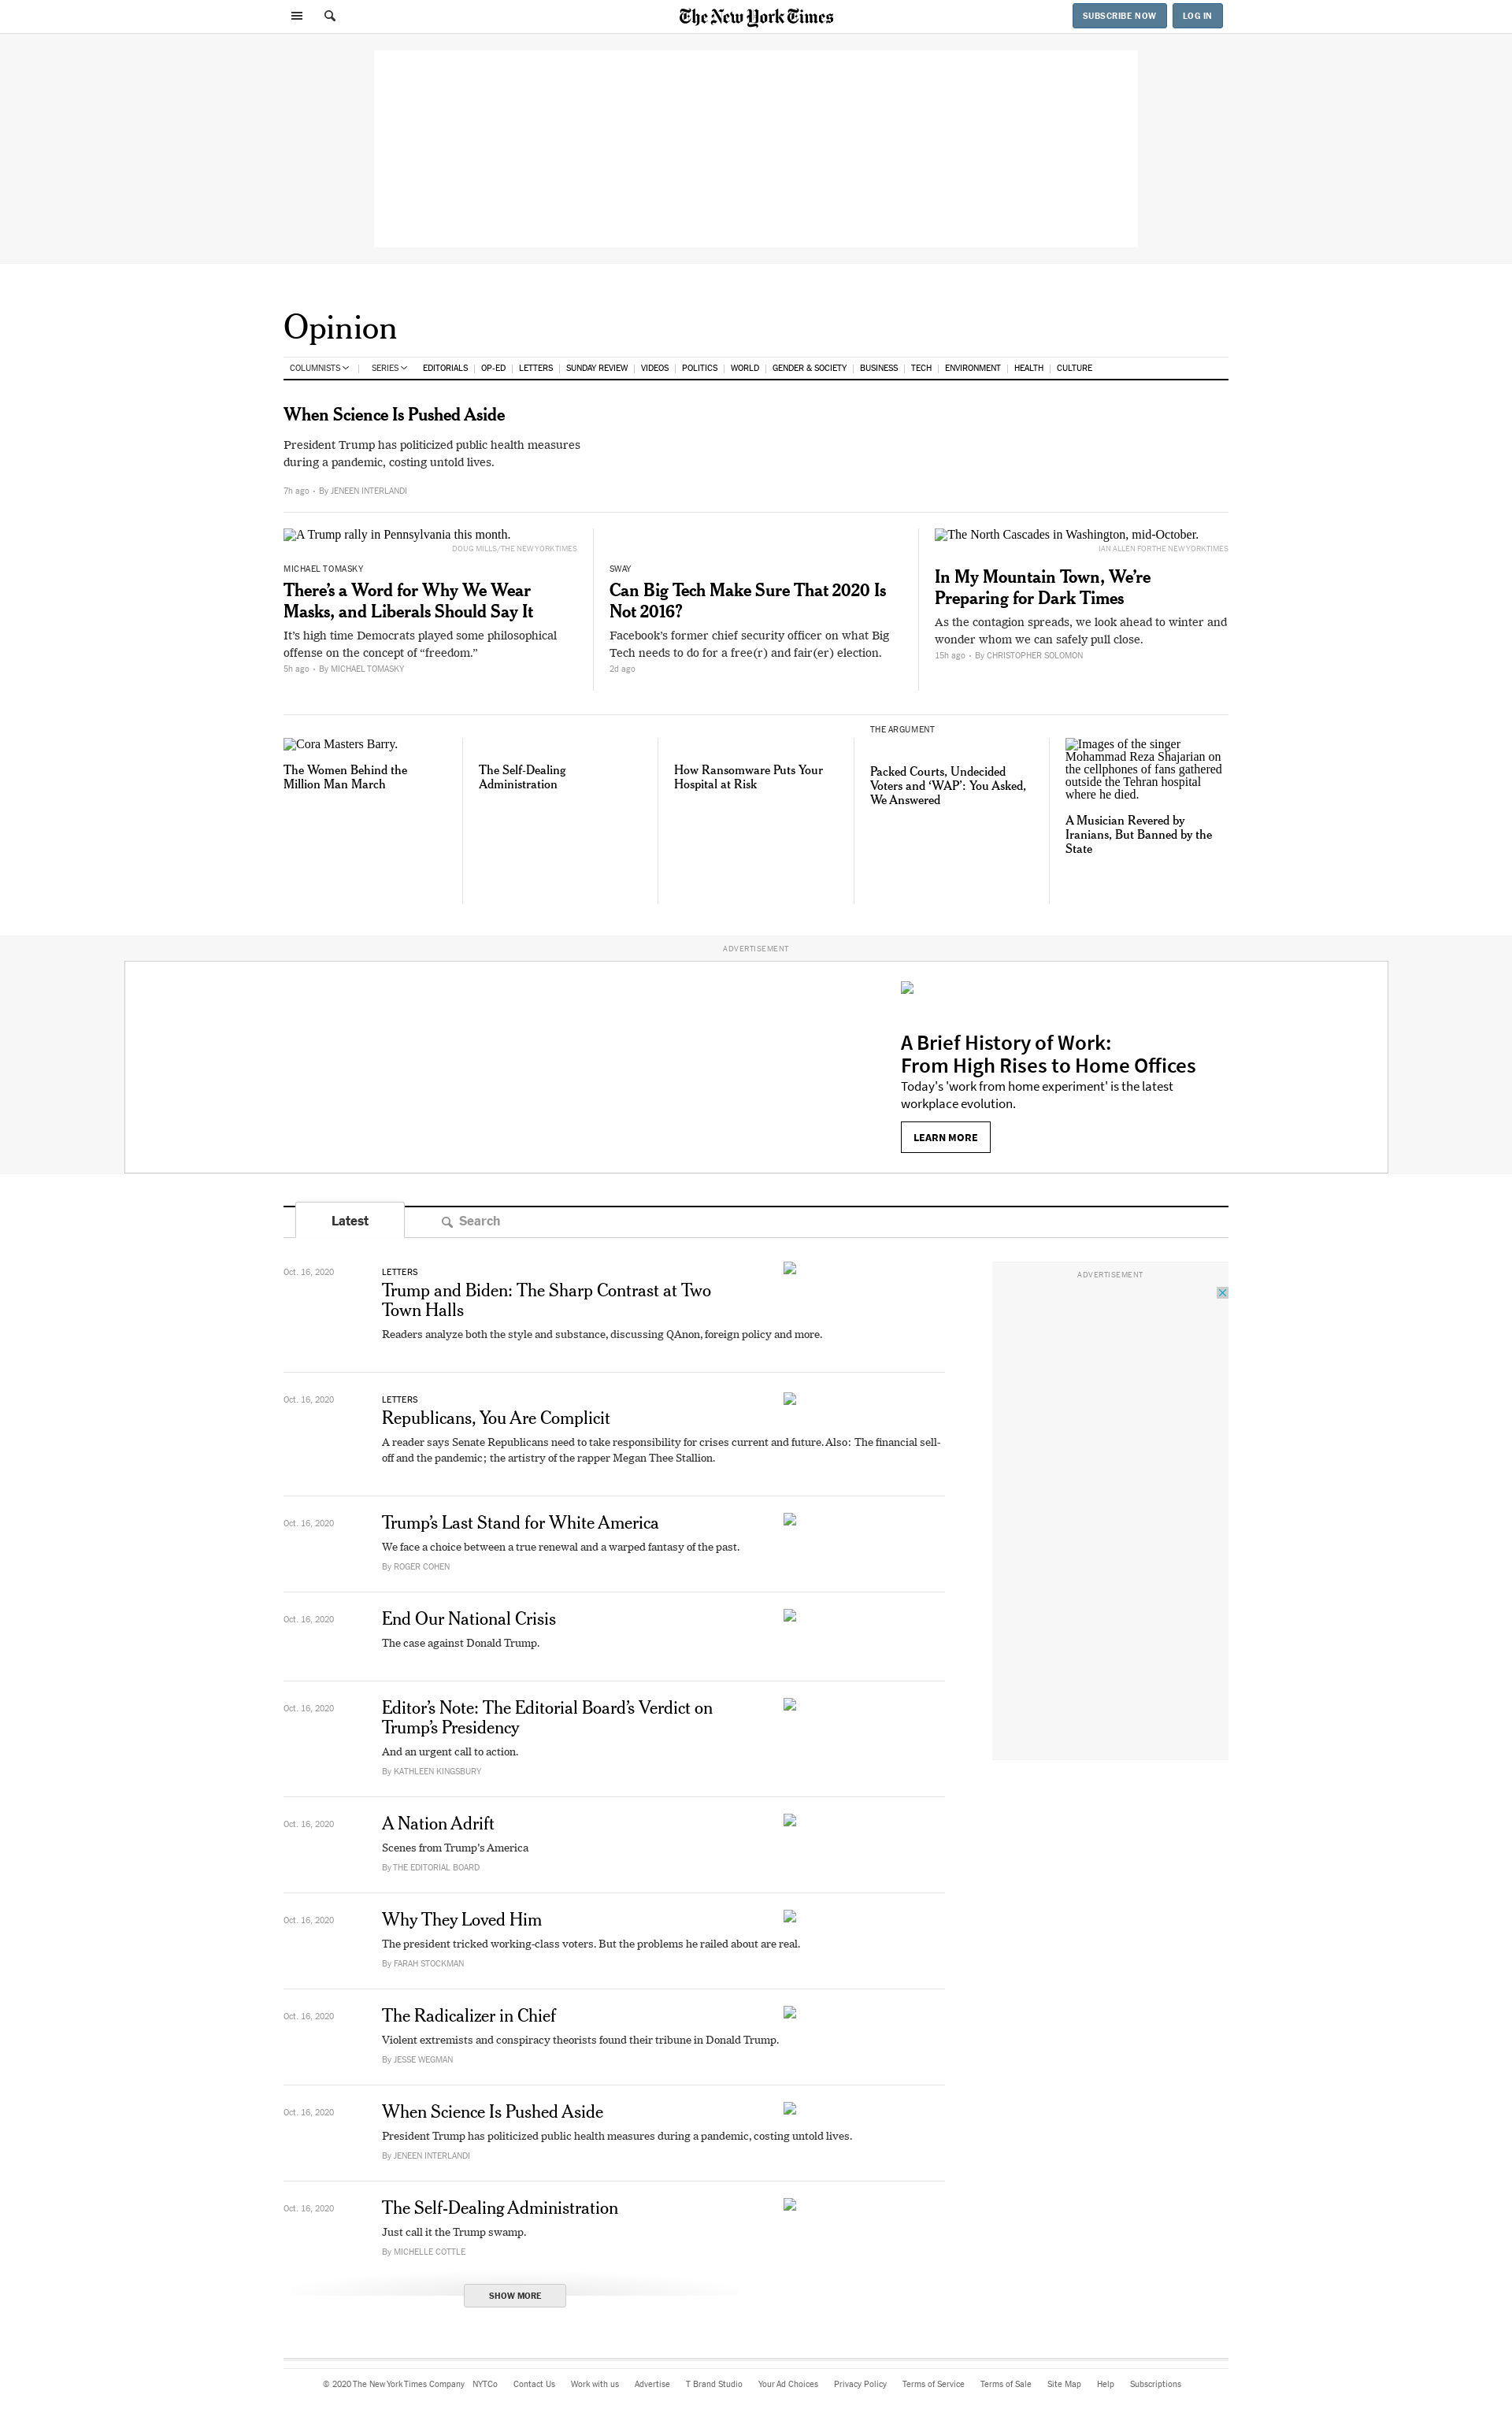 The New York Times
SUBSCRIBE NOW
LOG IN
Opinion
COLUMNISTS
SERIES
EDITORIALS
OP-ED
LETTERS
SUNDAY REVIEW
VIDEOS
POLITICS
WORLD
GENDER & SOCIETY
BUSINESS
TECH
ENVIRONMENT
HEALTH
CULTURE
When Science Is Pushed Aside
President Trump has politicized public health measures
during a pandemic, costing untold lives.
7h ago • By JENEEN INTERLANDI
A Trump rally in Pennsylvania this month.
DOUG MILLS/THE NEW YORK TIMES
MICHAEL TOMASKY
There’s a Word for Why We Wear
Masks, and Liberals Should Say It
It’s high time Democrats played some philosophical
offense on the concept of “freedom.”
5h ago • By MICHAEL TOMASKY
SWAY
Can Big Tech Make Sure That 2020 Is
Not 2016?
Facebook’s former chief security officer on what Big
Tech needs to do for a free(r) and fair(er) election.
2d ago
The North Cascades in Washington, mid-October.
IAN ALLEN FOR THE NEW YORK TIMES
In My Mountain Town, We’re
Preparing for Dark Times
As the contagion spreads, we look ahead to winter and
wonder whom we can safely pull close.
15h ago • By CHRISTOPHER SOLOMON
Cora Masters Barry.
The Women Behind the
Million Man March
The Self-Dealing
Administration
How Ransomware Puts Your
Hospital at Risk
THE ARGUMENT
Packed Courts, Undecided
Voters and ‘WAP’: You Asked,
We Answered
Images of the singer
Mohammad Reza Shajarian on
the cellphones of fans gathered
outside the Tehran hospital
where he died.
A Musician Revered by
Iranians, But Banned by the
State
ADVERTISEMENT
A Brief History of Work:
From High Rises to Home Offices
Today's 'work from home experiment' is the latest
workplace evolution.
LEARN MORE
Latest
Search
ADVERTISEMENT
Oct. 16, 2020
LETTERS
Trump and Biden: The Sharp Contrast at Two
Town Halls
Readers analyze both the style and substance, discussing QAnon, foreign policy and more.
Oct. 16, 2020
LETTERS
Republicans, You Are Complicit
A reader says Senate Republicans need to take responsibility for crises current and future. Also: The financial sell-
off and the pandemic; the artistry of the rapper Megan Thee Stallion.
Oct. 16, 2020
Trump’s Last Stand for White America
We face a choice between a true renewal and a warped fantasy of the past.
By ROGER COHEN
Oct. 16, 2020
End Our National Crisis
The case against Donald Trump.
Oct. 16, 2020
Editor’s Note: The Editorial Board’s Verdict on
Trump’s Presidency
And an urgent call to action.
By KATHLEEN KINGSBURY
Oct. 16, 2020
A Nation Adrift
Scenes from Trump’s America
By THE EDITORIAL BOARD
Oct. 16, 2020
Why They Loved Him
The president tricked working-class voters. But the problems he railed about are real.
By FARAH STOCKMAN
Oct. 16, 2020
The Radicalizer in Chief
Violent extremists and conspiracy theorists found their tribune in Donald Trump.
By JESSE WEGMAN
Oct. 16, 2020
When Science Is Pushed Aside
President Trump has politicized public health measures during a pandemic, costing untold lives.
By JENEEN INTERLANDI
Oct. 16, 2020
The Self-Dealing Administration
Just call it the Trump swamp.
By MICHELLE COTTLE
SHOW MORE
© 2020 The New York Times Company NYTCo Contact Us Work with us Advertise T Brand Studio Your Ad Choices Privacy Policy Terms of Service Terms of Sale Site Map Help Subscriptions